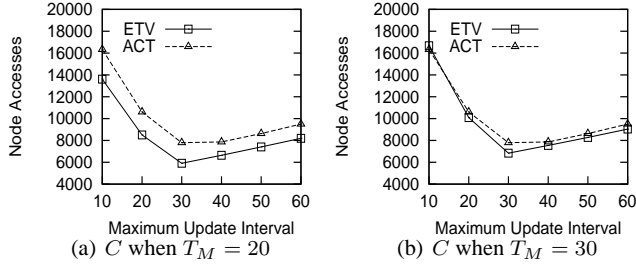 20000
18000
16000
14000
12000
10000
8000
6000
4000
Node Accesses
ETV
ACT
10 20 30 40 50 60
Maximum Update Interval
(a) C when T_M = 20
20000
18000
16000
14000
12000
10000
8000
6000
4000
Node Accesses
ETV
ACT
10 20 30 40 50 60
Maximum Update Interval
(b) C when T_M = 30